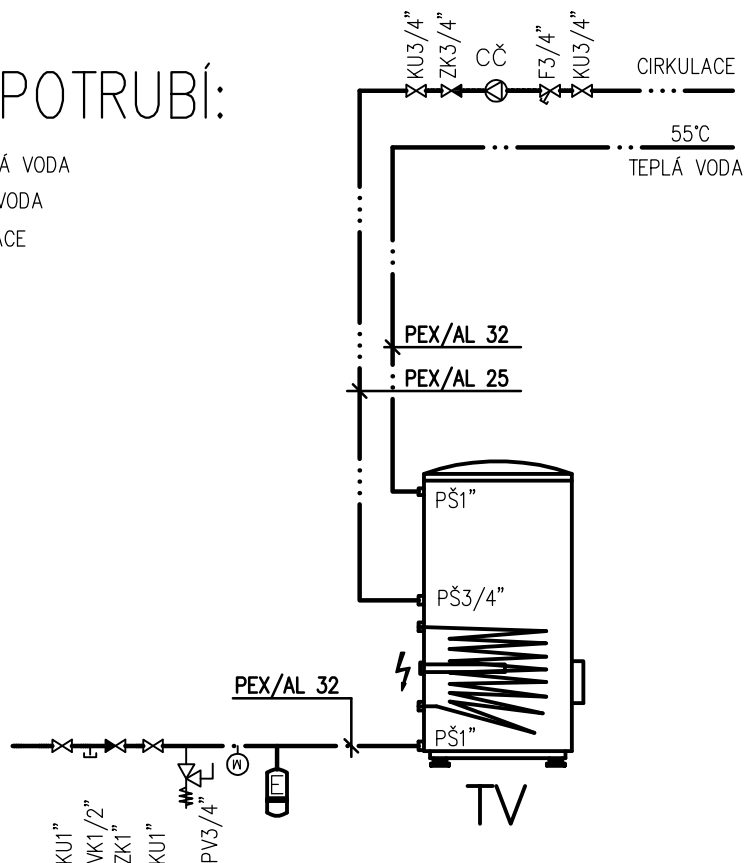 POTRUBÍ:
Á VODA
VODA
ACE
KU3/4"
ZK3/4"
CČ
F3/4"
KU3/4"
CIRKULACE
55°C
TEPLÁ VODA
PEX/AL 32
PEX/AL 25
PŠ1"
PŠ3/4"
PEX/AL 32
PŠ1"
M
E
TV
KU1"
VK1/2"
ZK1"
KU1"
PV3/4"